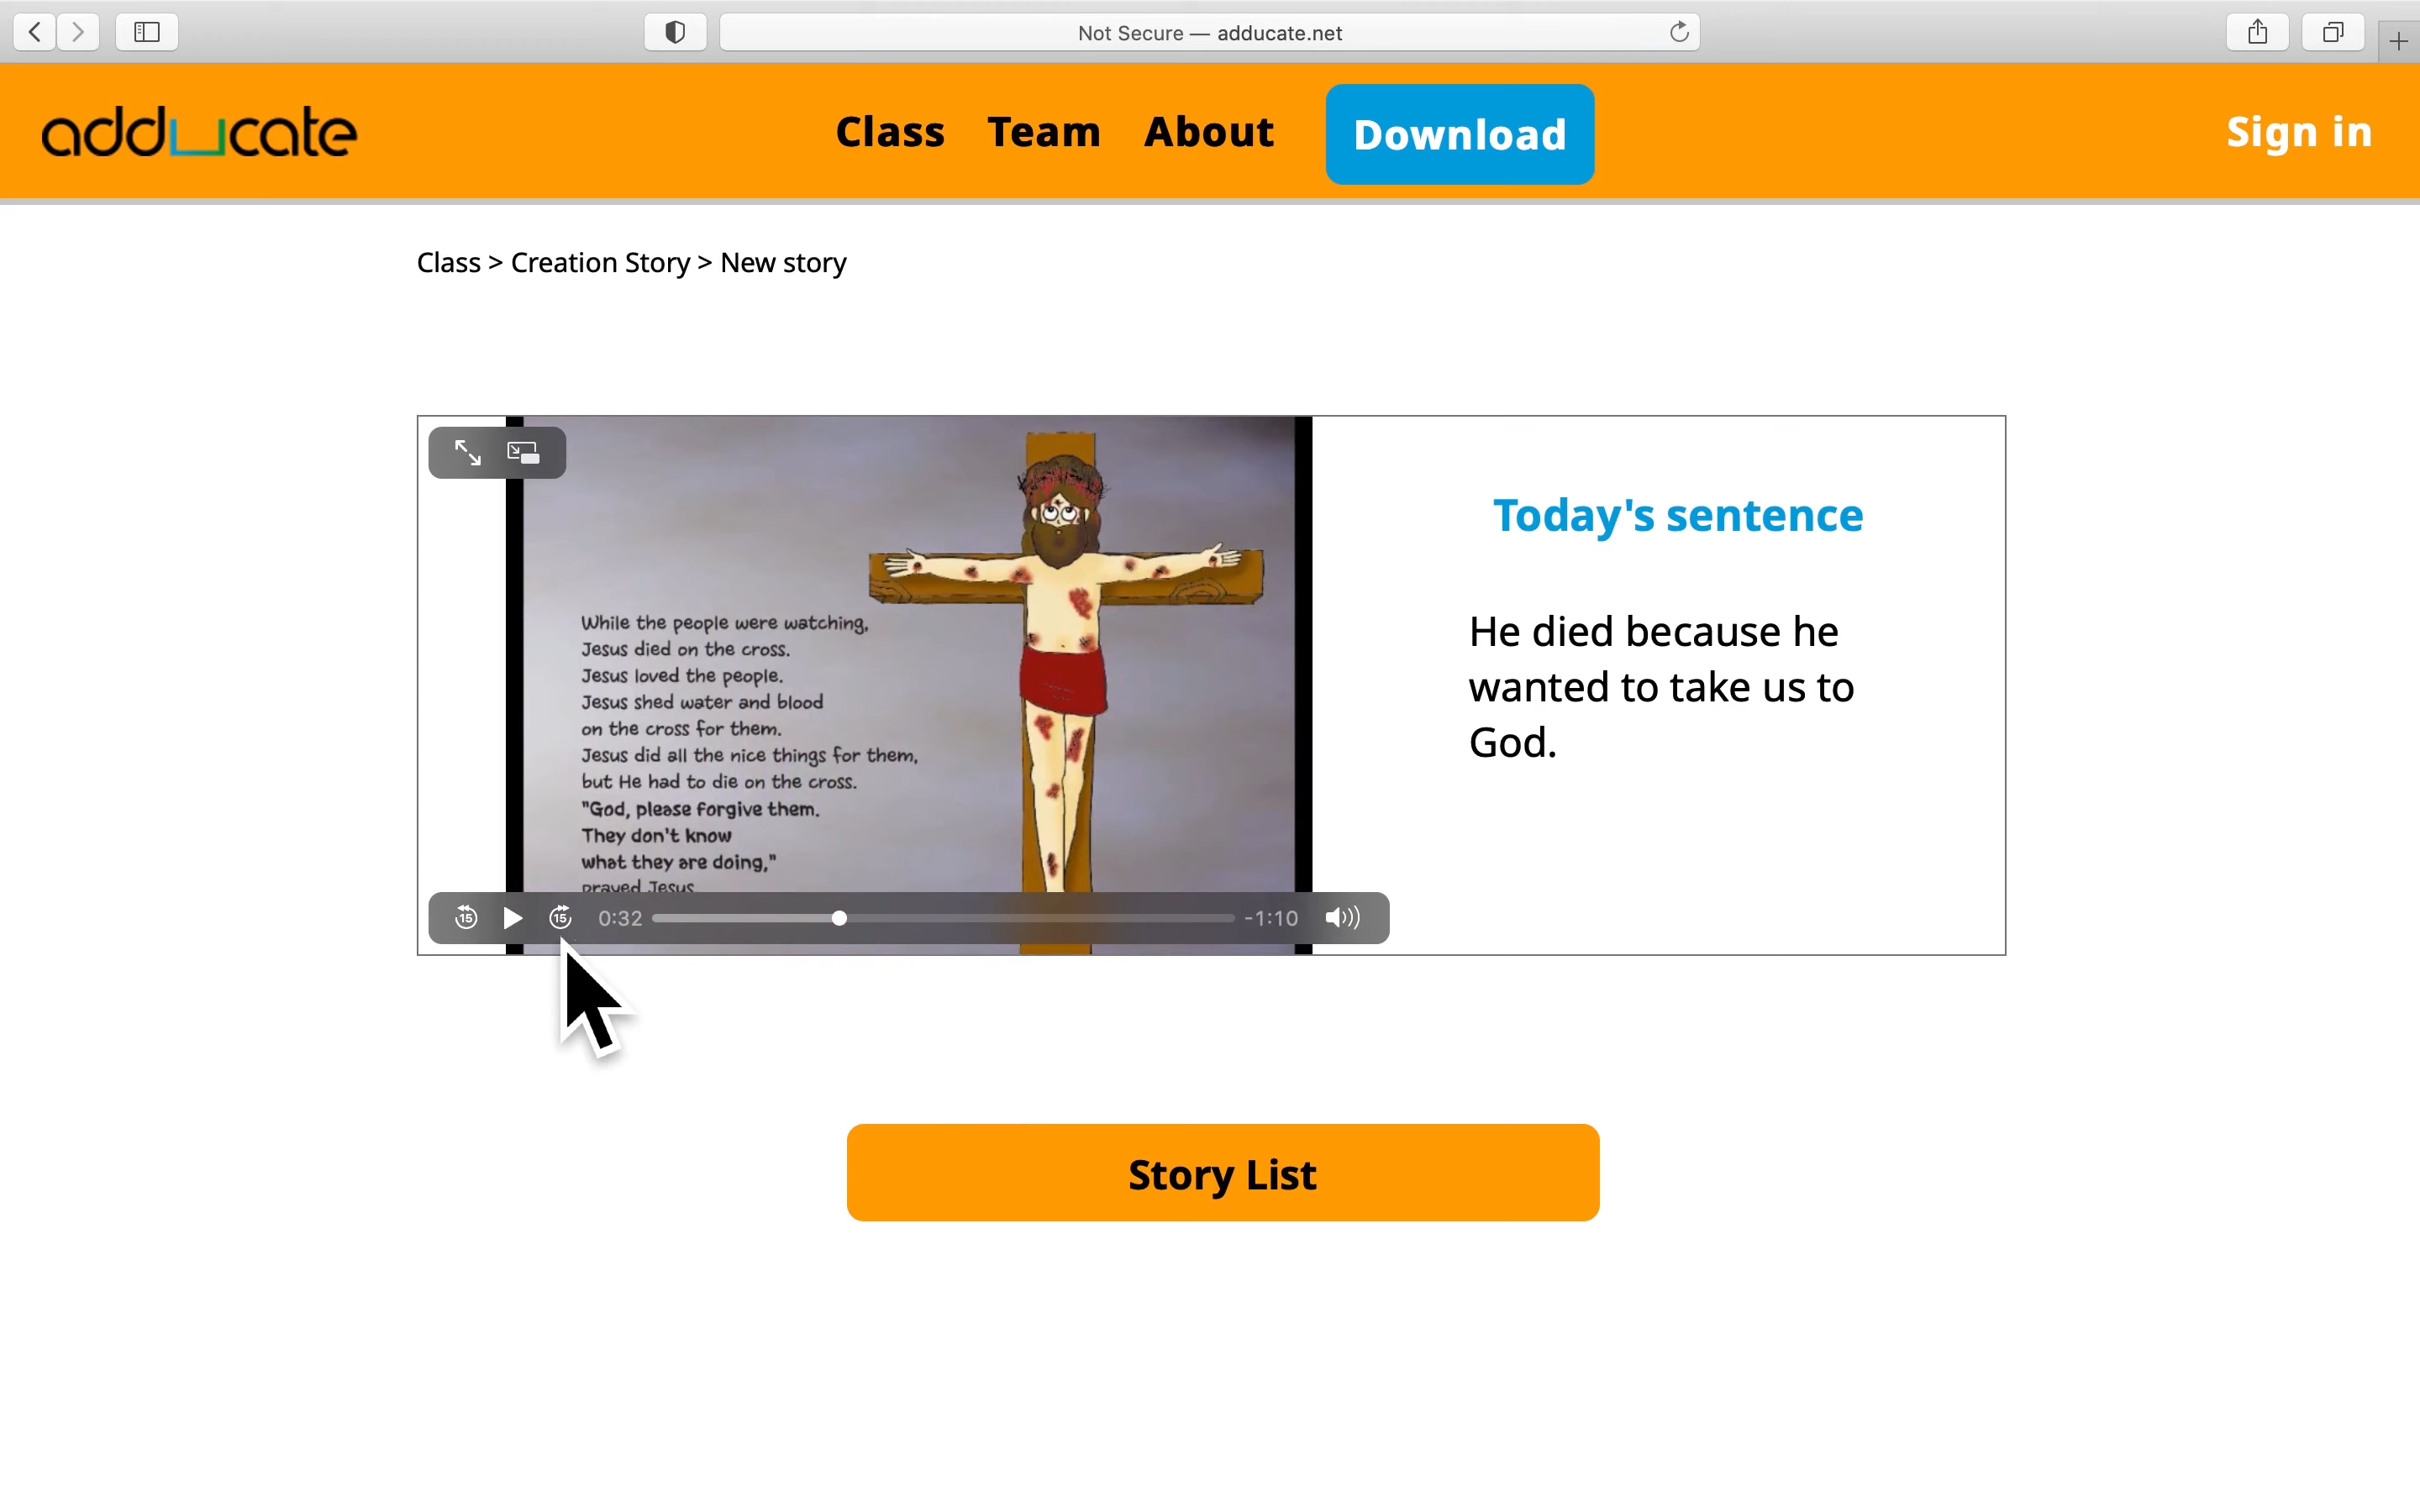 Not Secure — adducate.net
adducate
Class Team About Download
Sign in
Class > Creation Story > New story
While the people were watching,
Jesus died on the cross.
Jesus loved the people.
Jesus shed water and blood
on the cross for them.
Jesus did all the nice things for them,
but He had to die on the cross.
"God, please forgive them.
They don't know
what they are doing,"
prayed Jesus
15 15 0:32 -1:10
Today's sentence
He died because he
wanted to take us to
God.
Story List